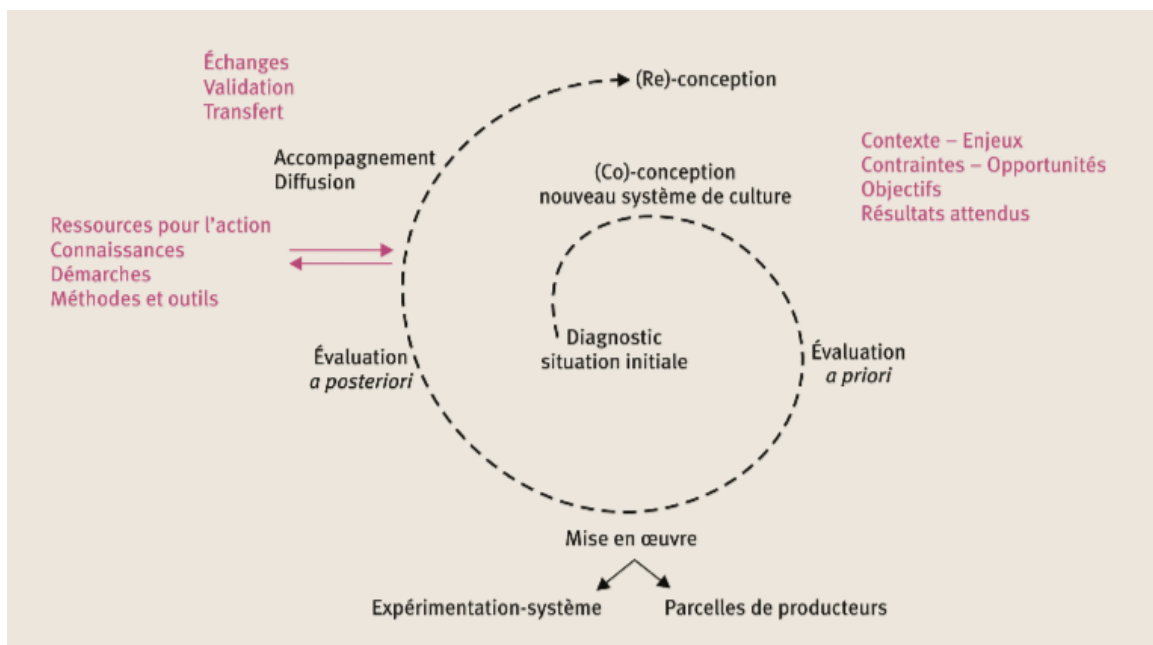 Échanges
Validation
Transfert
(Re)-conception
Accompagnement
Diffusion
Contexte – Enjeux
Contraintes – Opportunités
Objectifs
Résultats attendus
(Co)-conception
nouveau système de culture
Ressources pour l'action
Connaissances
Démarches
Méthodes et outils
Diagnostic
situation initiale
Évaluation
a posteriori
Évaluation
a priori
Mise en œuvre
Expérimentation-système
Parcelles de producteurs